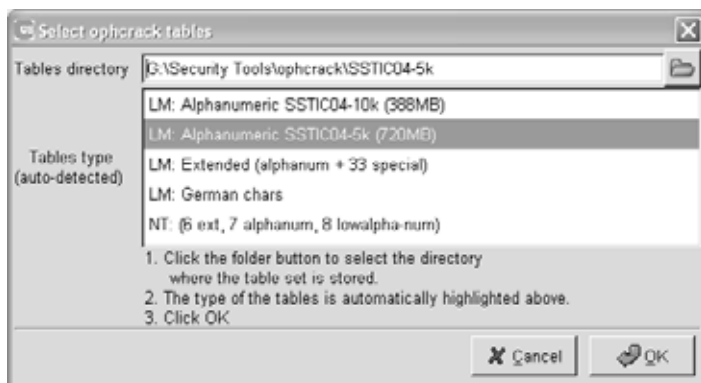 Select ophcrack tables
Tables directory
G:\Security Tools\ophcrack\SSTIC04-5k
Tables type
(auto-detected)
LM: Alphanumeric SSTIC04-10k (388MB)
LM: Alphanumeric SSTIC04-5k (720MB)
LM: Extended (alphanum + 33 special)
LM: German chars
NT: (6 ext, 7 alphanum, 8 lowalpha-num)
1. Click the folder button to select the directory
where the table set is stored.
2. The type of the tables is automatically highlighted above.
3. Click OK
Cancel
OK